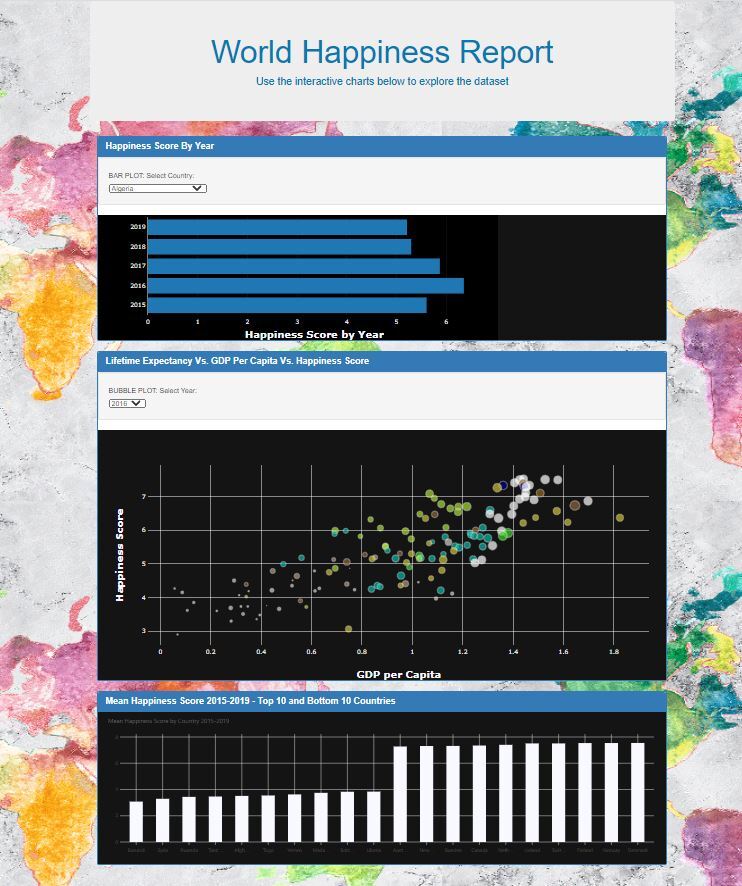 World Happiness Report
Use the interactive charts below to explore the dataset
Happiness Score By Year
BAR PLOT: Select Country:
Algeria
2019
2018
2017
2016
2015
0 1 2 3 4 5 6
Happiness Score by Year
Lifetime Expectancy Vs. GDP Per Capita Vs. Happiness Score
BUBBLE PLOT: Select Year:
2016
7
6
5
4
3
Happiness Score
0 0.2 0.4 0.6 0.8 1 1.2 1.4 1.6 1.8
GDP per Capita
Mean Happiness Score 2015-2019 - Top 10 and Bottom 10 Countries
Mean Happiness Score by Country 2015-2019